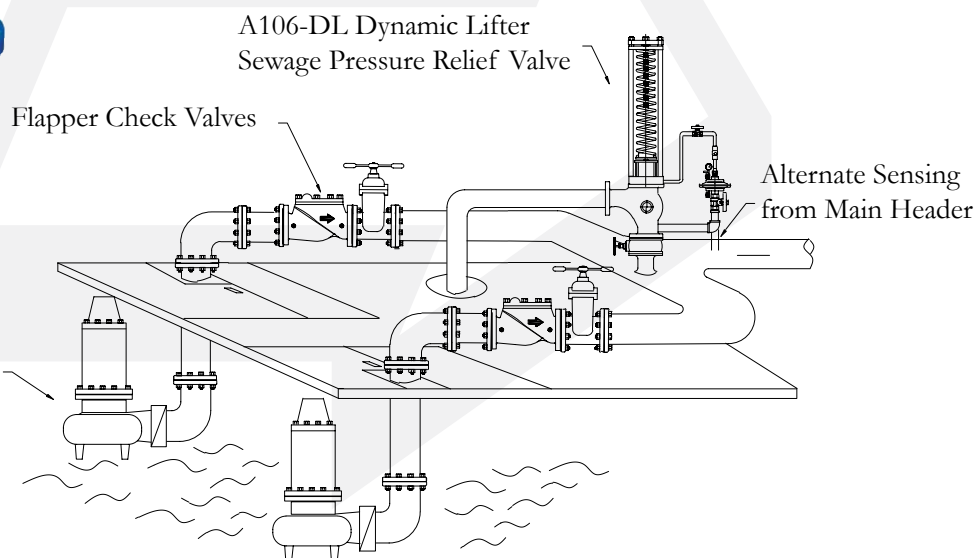 A106-DL Dynamic Lifter
Sewage Pressure Relief Valve
Flapper Check Valves
Alternate Sensing
from Main Header